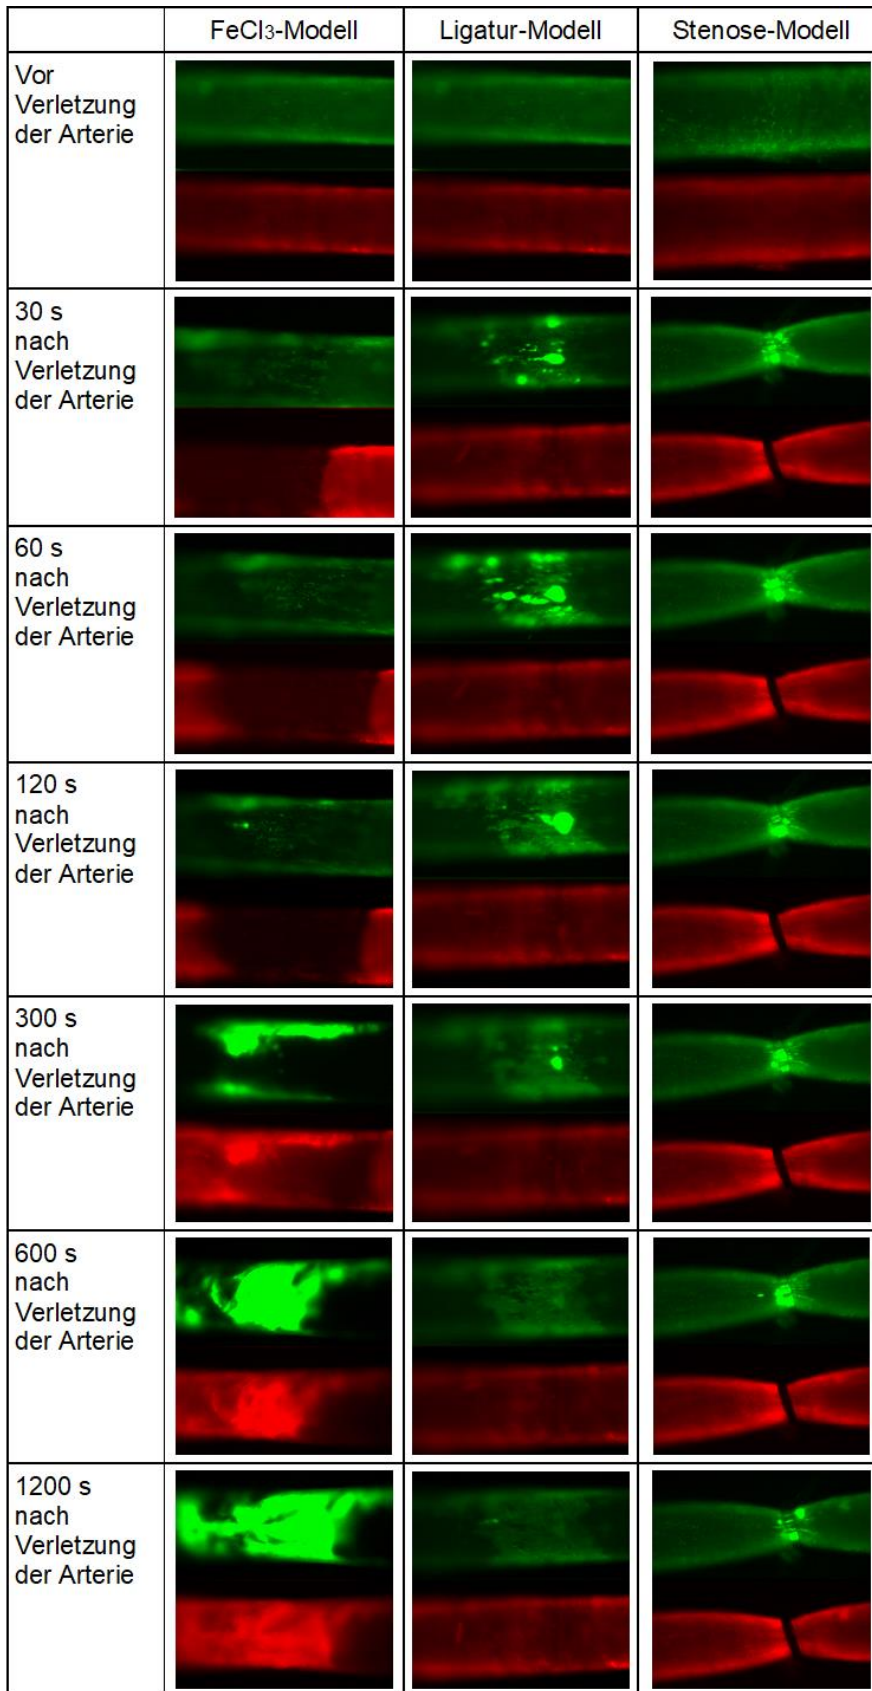 FeCl3-Modell
Ligatur-Modell
Stenose-Modell
Vor
Verletzung
der Arterie
30 s
nach
Verletzung
der Arterie
60 s
nach
Verletzung
der Arterie
120 s
nach
Verletzung
der Arterie
300 s
nach
Verletzung
der Arterie
600 s
nach
Verletzung
der Arterie
1200 s
nach
Verletzung
der Arterie